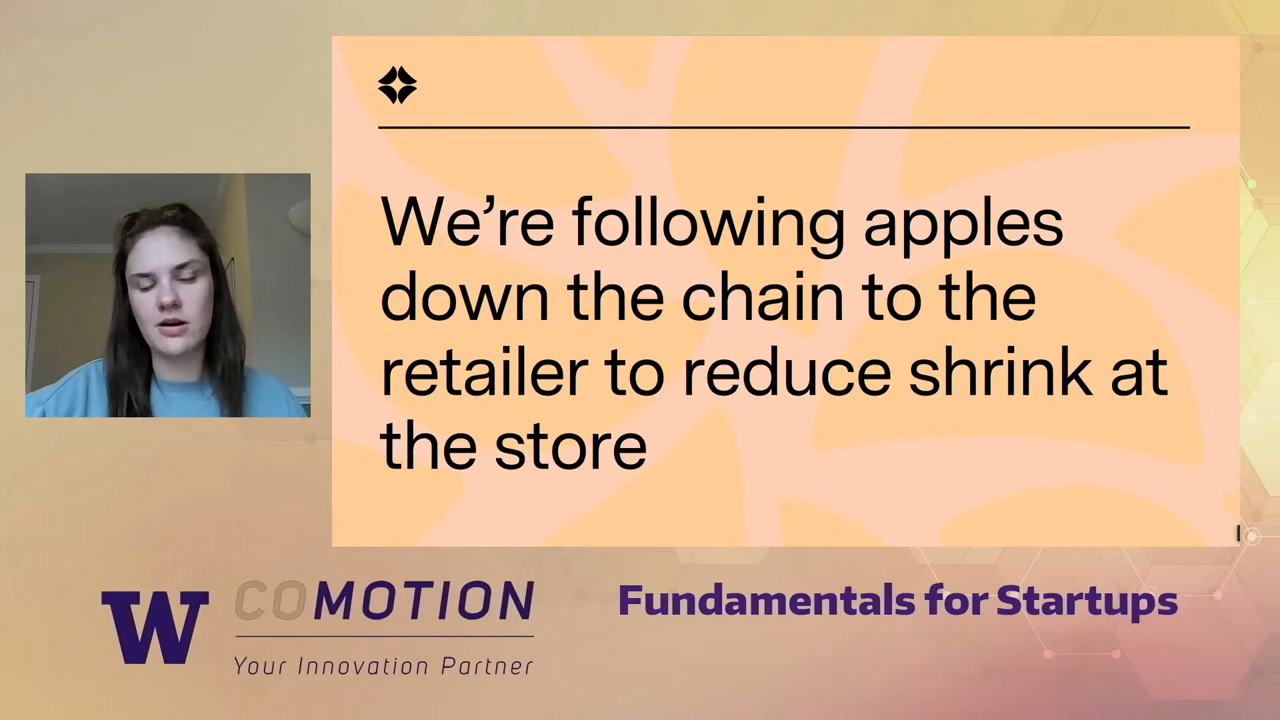 We’re following apples
down the chain to the
retailer to reduce shrink at
the store
W COMOTION
Your Innovation Partner
Fundamentals for Startups